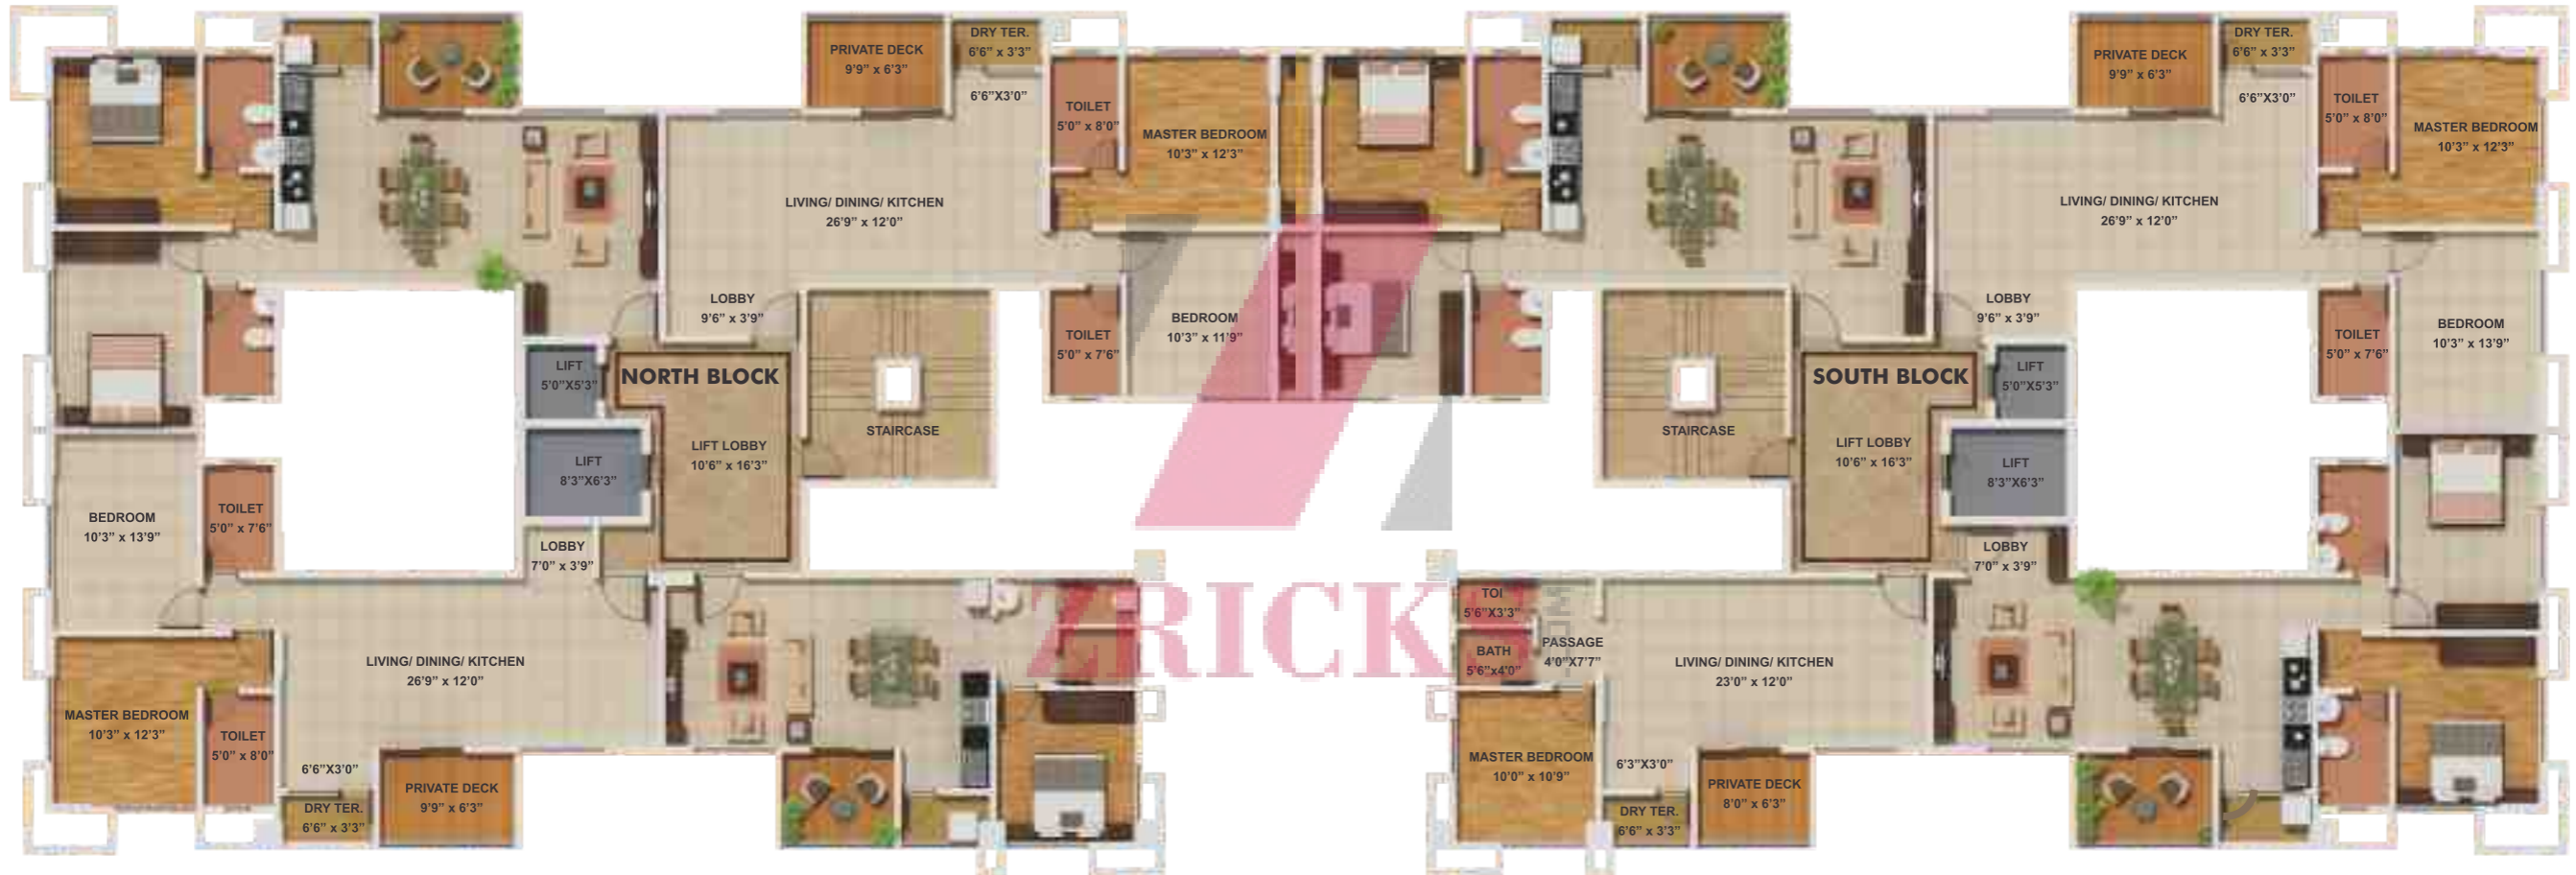 PRIVATE DECK
9'9" x 6'3"
DRY TER.
6'6" x 3'3"
6'6"X3'0"
TOILET
5'0" x 8'0"
MASTER BEDROOM
10'3" x 12'3"
LIVING/ DINING/ KITCHEN
26'9" x 12'0"
LOBBY
9'6" x 3'9"
TOILET
5'0" x 7'6"
BEDROOM
10'3" x 11'9"
PRIVATE DECK
9'9" x 6'3"
DRY TER.
6'6" x 3'3"
6'6"X3'0"
TOILET
5'0" x 8'0"
MASTER BEDROOM
10'3" x 12'3"
LIVING/ DINING/ KITCHEN
26'9" x 12'0"
LOBBY
9'6" x 3'9"
TOILET
5'0" x 7'6"
BEDROOM
10'3" x 13'9"
LIFT
5'0"X5'3"
NORTH BLOCK
LIFT
8'3"X6'3"
LIFT LOBBY
10'6" x 16'3"
STAIRCASE
STAIRCASE
SOUTH BLOCK
LIFT LOBBY
10'6" x 16'3"
LIFT
5'0"X5'3"
LIFT
8'3"X6'3"
BEDROOM
10'3" x 13'9"
TOILET
5'0" x 7'6"
LOBBY
7'0" x 3'9"
LIVING/ DINING/ KITCHEN
26'9" x 12'0"
MASTER BEDROOM
10'3" x 12'3"
TOILET
5'0" x 8'0"
6'6"X3'0"
DRY TER.
6'6" x 3'3"
PRIVATE DECK
9'9" x 6'3"
ZRICKS
LOBBY
7'0" x 3'9"
TOI
5'6"X3'3"
BATH
5'6"x4'0"
PASSAGE
4'0"X7'7"
LIVING/ DINING/ KITCHEN
23'0" x 12'0"
MASTER BEDROOM
10'0" x 10'9"
6'3"X3'0"
DRY TER.
6'6" x 3'3"
PRIVATE DECK
8'0" x 6'3"